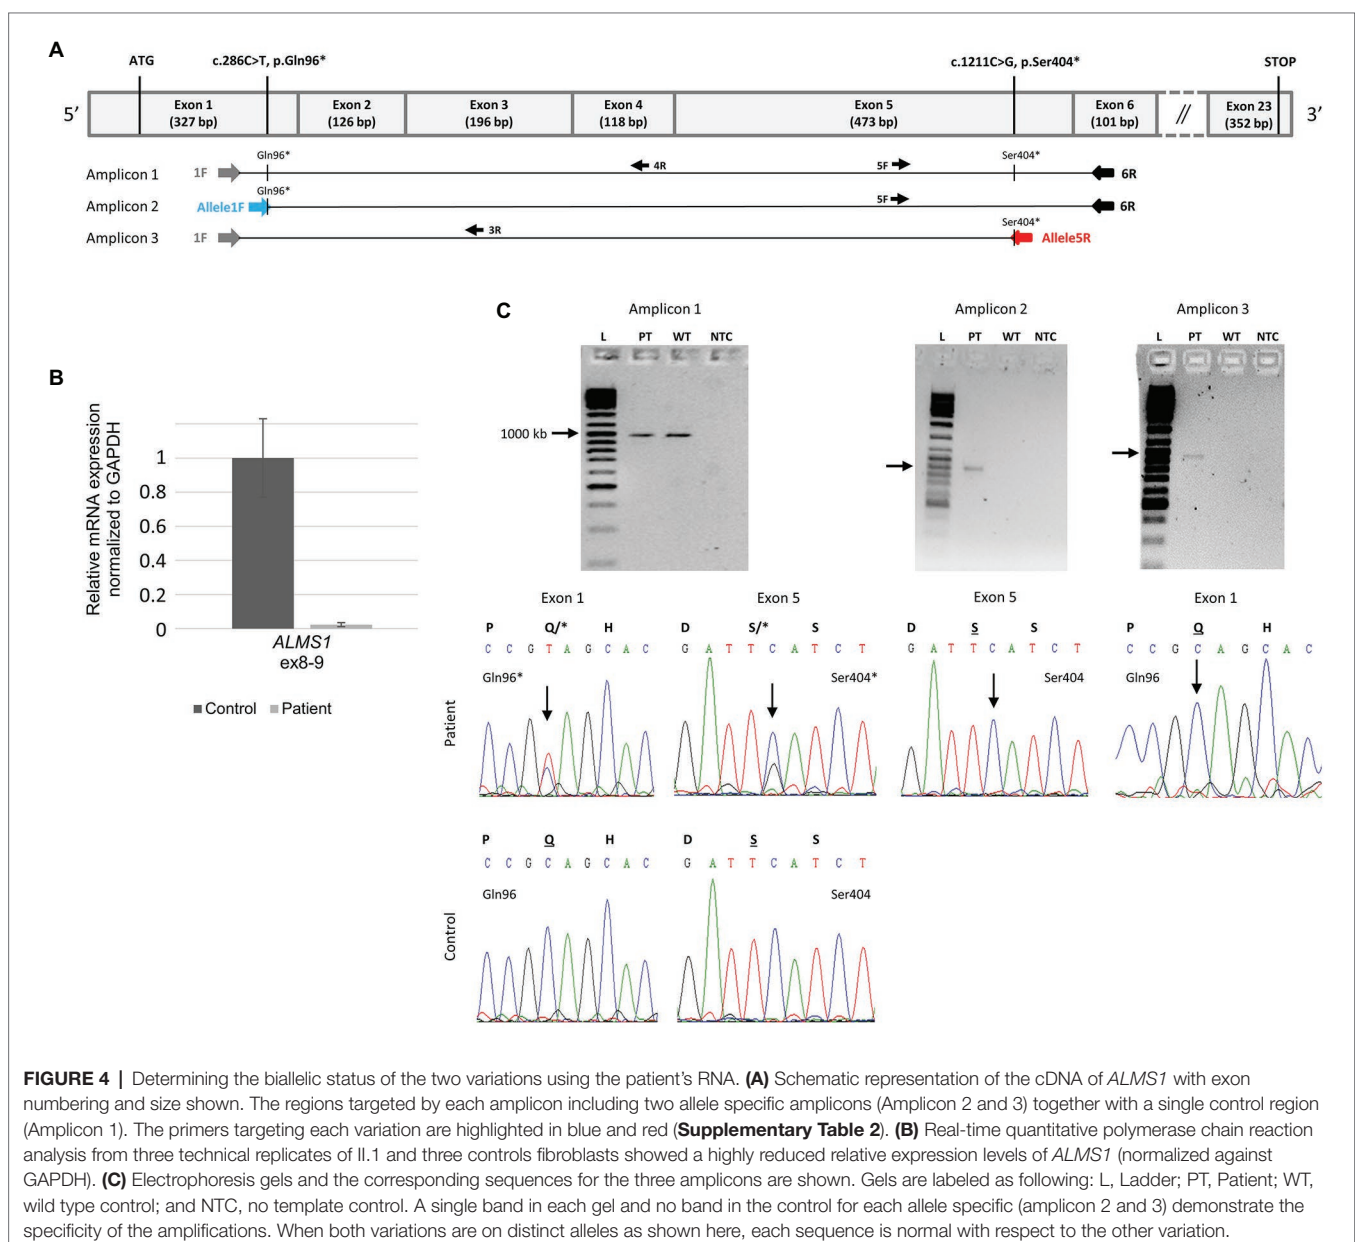 A
ATG
c.286C>T, p.Gln96*
c.1211C>G, p.Ser404*
STOP
5′
Exon 1
(327 bp)
Exon 2
(126 bp)
Exon 3
(196 bp)
Exon 4
(118 bp)
Exon 5
(473 bp)
Exon 6
(101 bp)
//
Exon 23
(352 bp)
3′
Amplicon 1
1F
Gln96*
4R
5F
Ser404*
6R
Amplicon 2
Allele1F
Gln96*
5F
6R
Amplicon 3
1F
3R
Ser404*
Allele5R
B
Relative mRNA expression
normalized to GAPDH
1
0.8
0.6
0.4
0.2
0
ALMS1
ex8-9
Control
Patient
C
Amplicon 1
L PT WT NTC
1000 kb
Amplicon 2
L PT WT NTC
Amplicon 3
L PT WT NTC
Patient
Exon 1
P Q/* H
C C G T A G C A C
Gln96*
Exon 5
D S/* S
G A T T C A T C T
Ser404*
Exon 5
D S S
G A T T C A T C T
Ser404
Exon 1
P Q H
C C G C A G C A C
Gln96
Control
P Q H
C C G C A G C A C
Gln96
D S S
G A T T C A T C T
Ser404
FIGURE 4 | Determining the biallelic status of the two variations using the patient's RNA. (A) Schematic representation of the cDNA of ALMS1 with exon
numbering and size shown. The regions targeted by each amplicon including two allele specific amplicons (Amplicon 2 and 3) together with a single control region
(Amplicon 1). The primers targeting each variation are highlighted in blue and red (Supplementary Table 2). (B) Real-time quantitative polymerase chain reaction
analysis from three technical replicates of II.1 and three controls fibroblasts showed a highly reduced relative expression levels of ALMS1 (normalized against
GAPDH). (C) Electrophoresis gels and the corresponding sequences for the three amplicons are shown. Gels are labeled as following: L, Ladder; PT, Patient; WT,
wild type control; and NTC, no template control. A single band in each gel and no band in the control for each allele specific (amplicon 2 and 3) demonstrate the
specificity of the amplifications. When both variations are on distinct alleles as shown here, each sequence is normal with respect to the other variation.